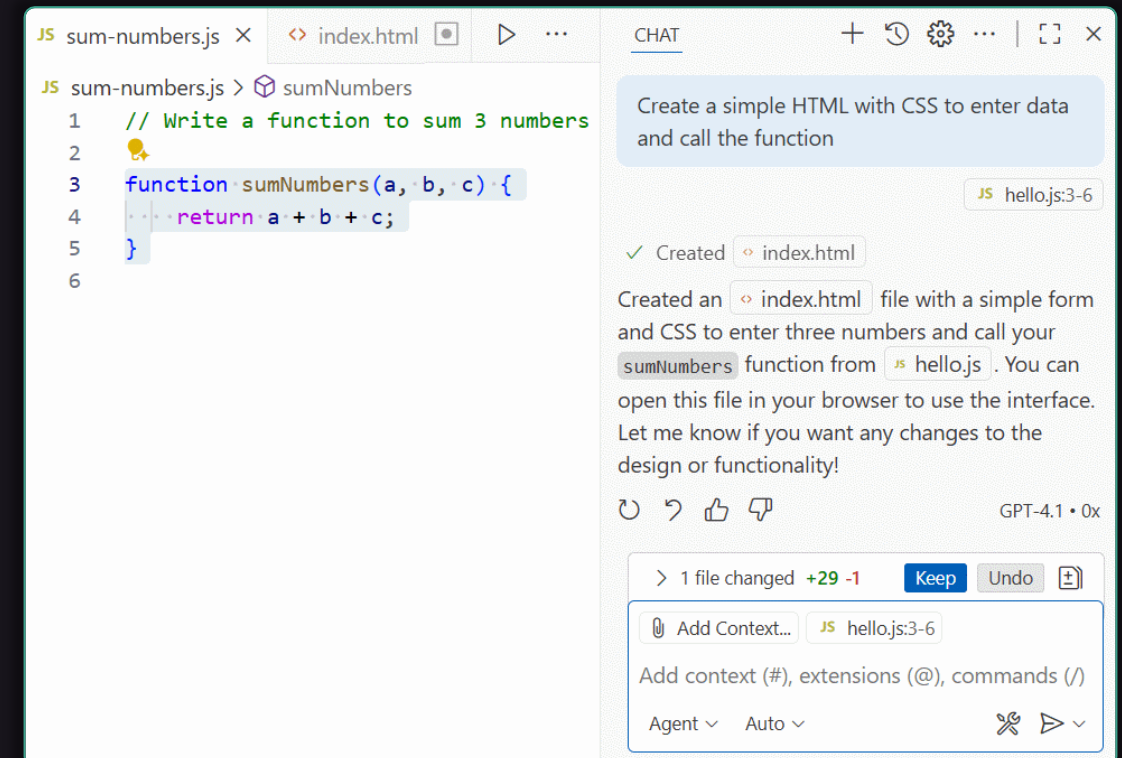 JS sum-numbers.js
index.html
JS sum-numbers.js > sumNumbers
1 // Write a function to sum 3 numbers
2
3 function sumNumbers(a, b, c) {
4 return a + b + c;
5 }
6
CHAT
Create a simple HTML with CSS to enter data
and call the function
JS hello.js:3-6
Created <> index.html
Created an <> index.html file with a simple form
and CSS to enter three numbers and call your
sumNumbers function from JS hello.js . You can
open this file in your browser to use the interface.
Let me know if you want any changes to the
design or functionality!
GPT-4.1 • 0x
1 file changed +29 -1 Keep Undo
Add Context... JS hello.js:3-6
Add context (#), extensions (@), commands (/)
Agent Auto